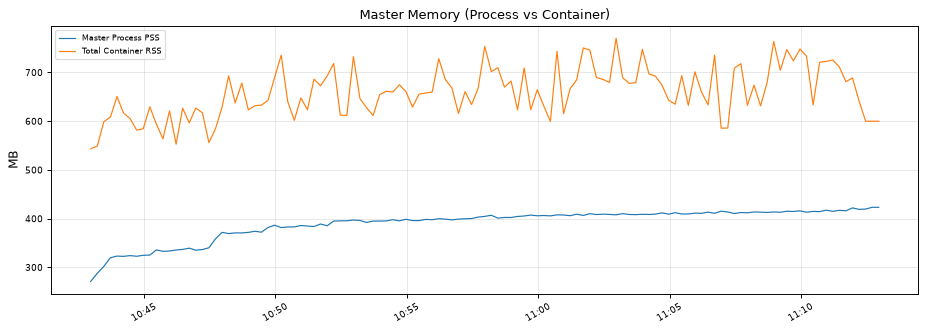 Master Memory (Process vs Container)
Master Process PSS
Total Container RSS
MB
700
600
500
400
300
10:45
10:50
10:55
11:00
11:05
11:10